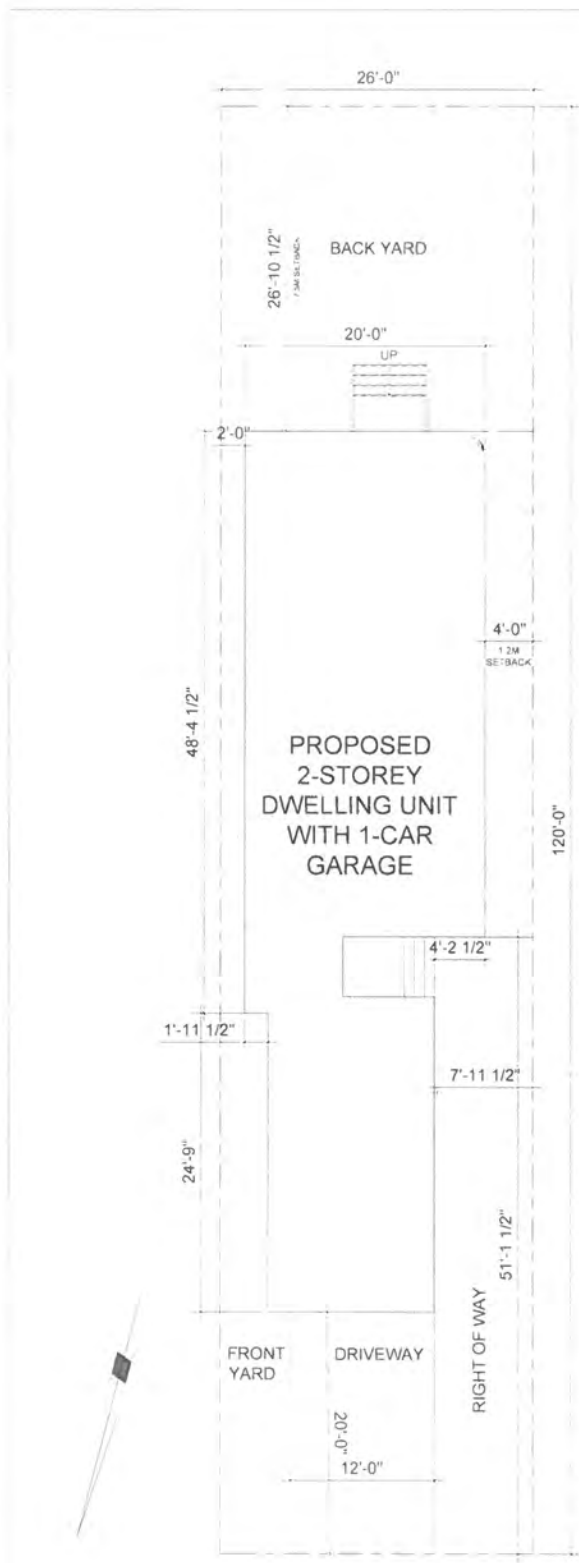 26'-0"
26'-10 1/2"
7.5M SETBACK
BACK YARD
20'-0"
UP
2'-0"
4'-0"
1.2M
SETBACK
48'-4 1/2"
PROPOSED
2-STOREY
DWELLING UNIT
WITH 1-CAR
GARAGE
120'-0"
4'-2 1/2"
1'-11 1/2"
7'-11 1/2"
24'-9"
51'-1 1/2"
RIGHT OF WAY
FRONT
YARD
DRIVEWAY
20'-0"
12'-0"